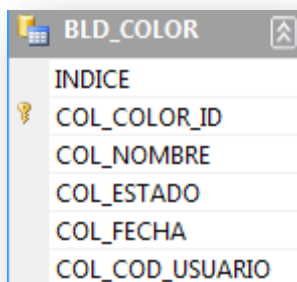 BLD_COLOR
INDICE
COL_COLOR_ID
COL_NOMBRE
COL_ESTADO
COL_FECHA
COL_COD_USUARIO